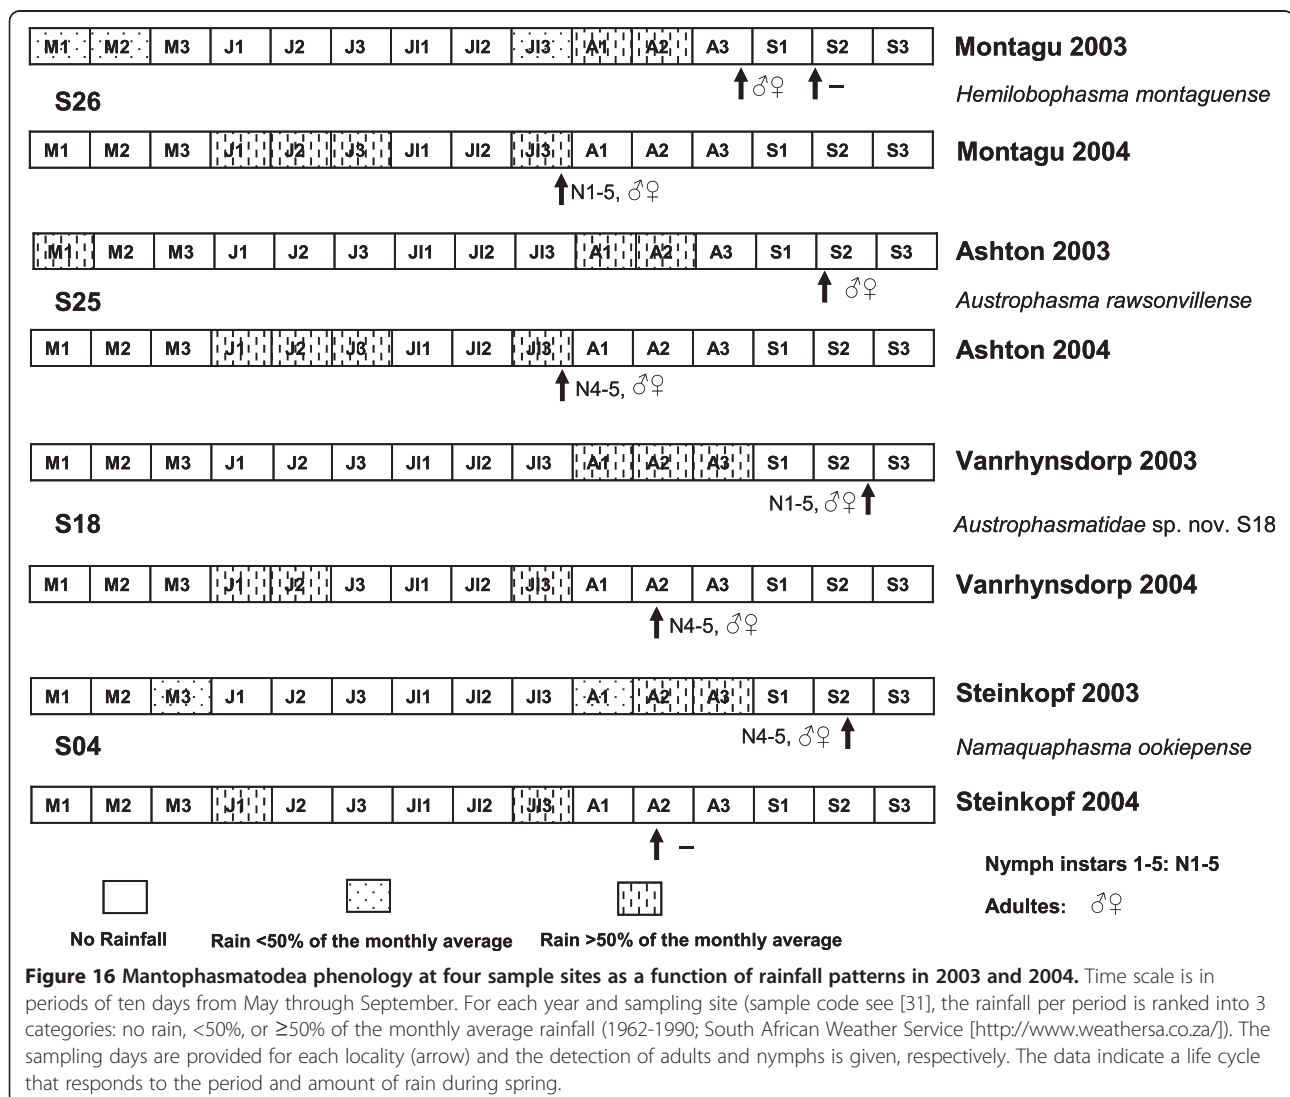 M1 M2 M3 J1 J2 J3 Jl1 Jl2 Jl3 A1 A2 A3 S1 S2 S3 Montagu 2003
♂♀ –
S26 Hemilobophasma montaguense
M1 M2 M3 J1 J2 J3 Jl1 Jl2 Jl3 A1 A2 A3 S1 S2 S3 Montagu 2004
N1-5, ♂♀
M1 M2 M3 J1 J2 J3 Jl1 Jl2 Jl3 A1 A2 A3 S1 S2 S3 Ashton 2003
♂♀
S25 Austrophasma rawsonvillense
M1 M2 M3 J1 J2 J3 Jl1 Jl2 Jl3 A1 A2 A3 S1 S2 S3 Ashton 2004
N4-5, ♂♀
M1 M2 M3 J1 J2 J3 Jl1 Jl2 Jl3 A1 A2 A3 S1 S2 S3 Vanrhynsdorp 2003
N1-5, ♂♀
S18 Austrophasmatidae sp. nov. S18
M1 M2 M3 J1 J2 J3 Jl1 Jl2 Jl3 A1 A2 A3 S1 S2 S3 Vanrhynsdorp 2004
N4-5, ♂♀
M1 M2 M3 J1 J2 J3 Jl1 Jl2 Jl3 A1 A2 A3 S1 S2 S3 Steinkopf 2003
N4-5, ♂♀
S04 Namaquaphasma ookiepense
M1 M2 M3 J1 J2 J3 Jl1 Jl2 Jl3 A1 A2 A3 S1 S2 S3 Steinkopf 2004
–
Nymph instars 1-5: N1-5
Adultes: ♂♀
No Rainfall Rain <50% of the monthly average Rain >50% of the monthly average
Figure 16 Mantophasmatodea phenology at four sample sites as a function of rainfall patterns in 2003 and 2004. Time scale is in
periods of ten days from May through September. For each year and sampling site (sample code see [31], the rainfall per period is ranked into 3
categories: no rain, <50%, or ≥50% of the monthly average rainfall (1962-1990; South African Weather Service [http://www.weathersa.co.za/]). The
sampling days are provided for each locality (arrow) and the detection of adults and nymphs is given, respectively. The data indicate a life cycle
that responds to the period and amount of rain during spring.